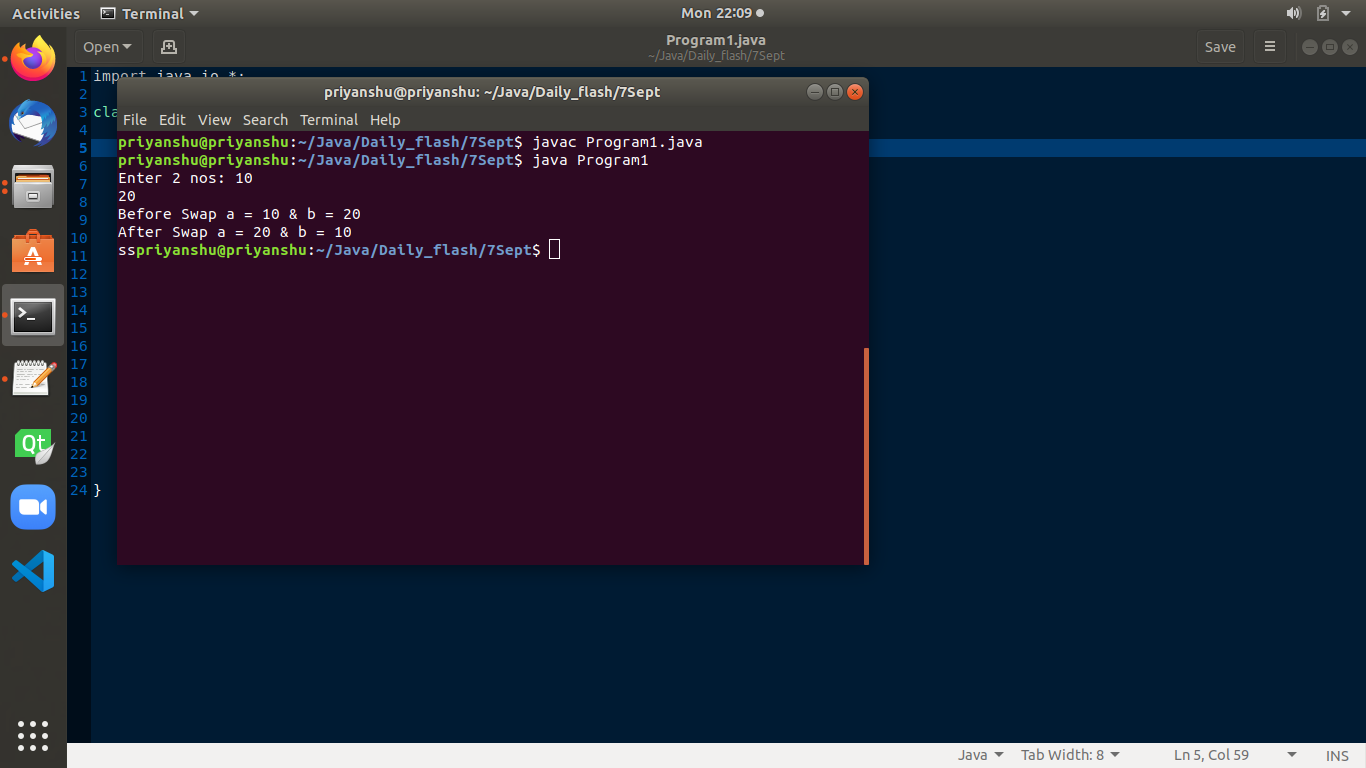 Activities Terminal Mon 22:09
Open Program1.java Save
~/Java/Daily_flash/7Sept
1 import java.io.*;
2
3 cla
4
5
6
7
8
9
10
11
12
13
14
15
16
17
18
19
20
21
22
23
24 }
priyanshu@priyanshu: ~/Java/Daily_flash/7Sept
File Edit View Search Terminal Help
priyanshu@priyanshu:~/Java/Daily_flash/7Sept$ javac Program1.java
priyanshu@priyanshu:~/Java/Daily_flash/7Sept$ java Program1
Enter 2 nos: 10
20
Before Swap a = 10 & b = 20
After Swap a = 20 & b = 10
sspriyanshu@priyanshu:~/Java/Daily_flash/7Sept$
Qt
Java Tab Width: 8 Ln 5, Col 59 INS